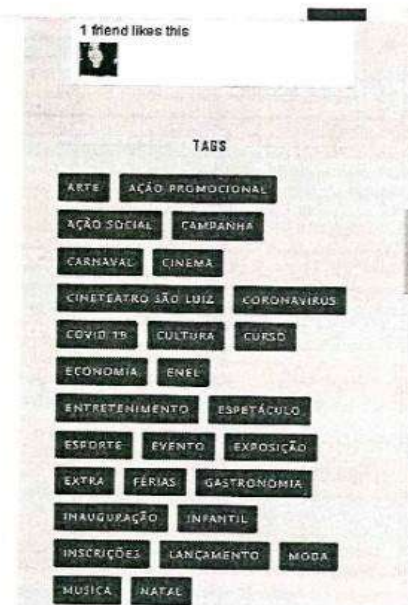 1 friend likes this
TAGS
ARTE AÇÃO PROMOCIONAL
AÇÃO SOCIAL CAMPANHA
CARNAVAL CINEMA
CINETEATRO SÃO LUIZ CORONAVIRUS
COVID 19 CULTURA CURSO
ECONOMIA ENEL
ENTRETENIMENTO ESPETÁCULO
ESPORTE EVENTO EXPOSIÇÃO
EXTRA FÉRIAS GASTRONOMIA
INAUGURAÇÃO INFANTIL
INSCRIÇÕES LANÇAMENTO MODA
MUSICA NATAL